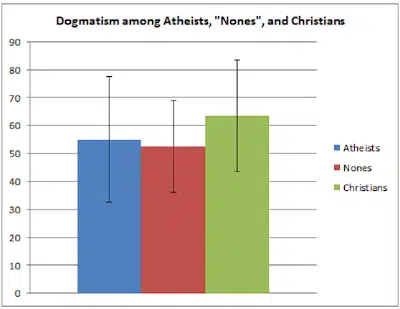 Dogmatism among Atheists, "Nones", and Christians
90
80
70
60
50
40
30
20
10
0
Atheists
Nones
Christians